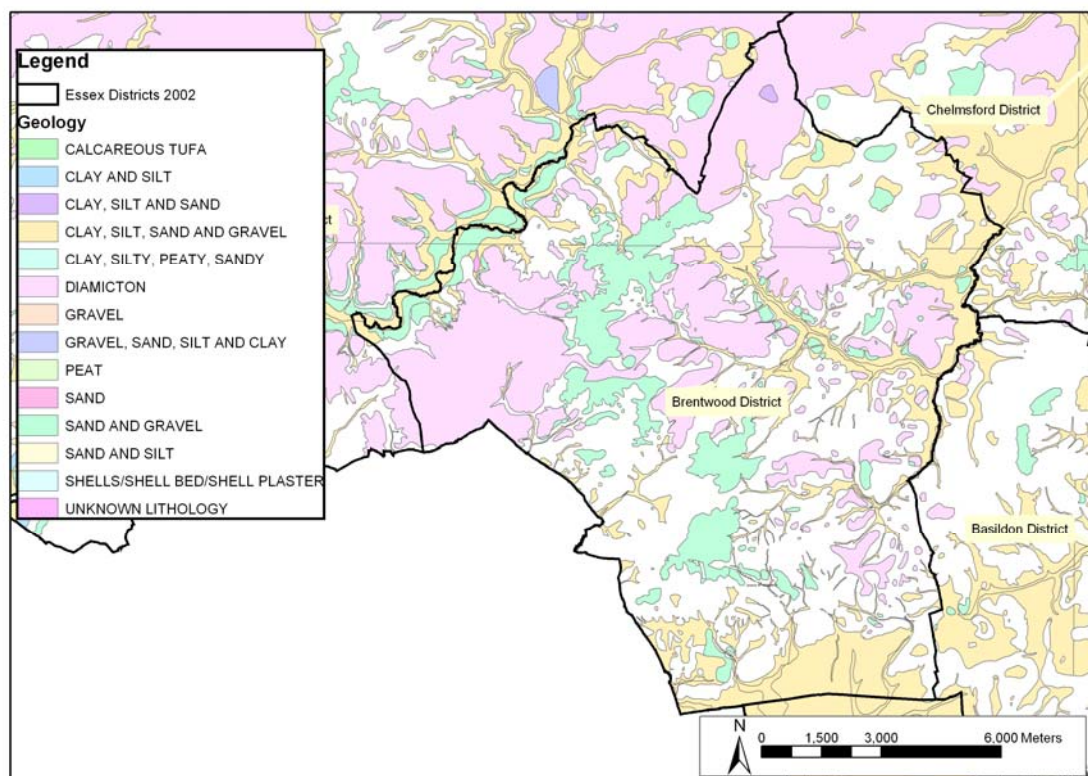 Legend
Essex Districts 2002
Geology
CALCAREOUS TUFA
CLAY AND SILT
CLAY, SILT AND SAND
CLAY, SILT, SAND AND GRAVEL
CLAY, SILTY, PEATY, SANDY
DIAMICTON
GRAVEL
GRAVEL, SAND, SILT AND CLAY
PEAT
SAND
SAND AND GRAVEL
SAND AND SILT
SHELLS/SHELL BED/SHELL PLASTER
UNKNOWN LITHOLOGY
Chelmsford District
Brentwood District
Basildon District
N
0 1,500 3,000 6,000 Meters